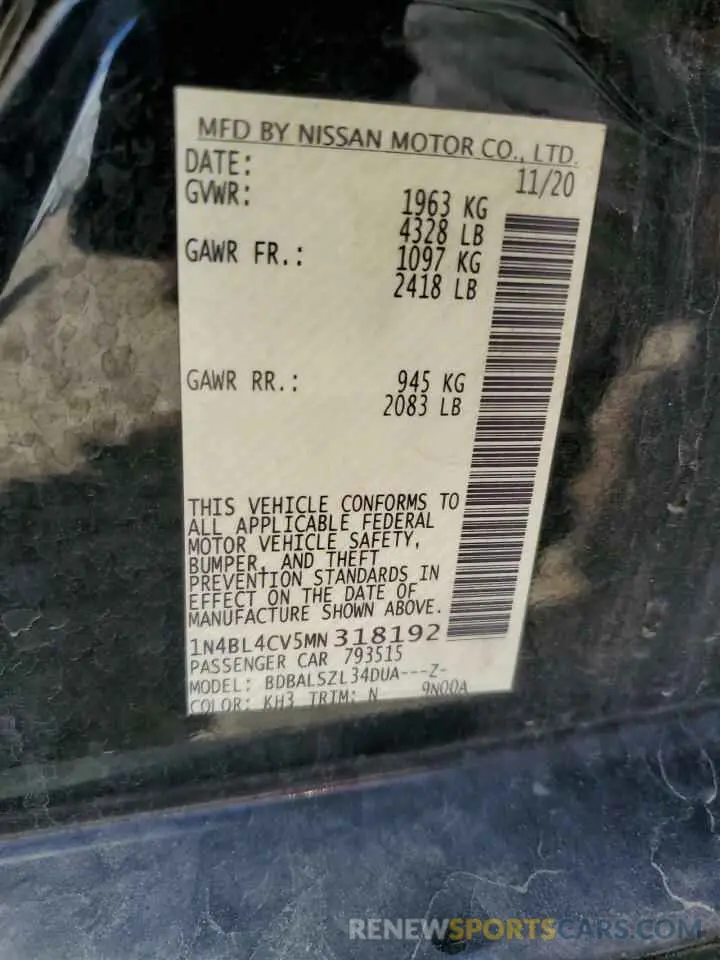 MFD BY NISSAN MOTOR CO., LTD.
DATE: 11/20
GVWR: 1963 KG
4328 LB
GAWR FR.: 1097 KG
2418 LB
GAWR RR.: 945 KG
2083 LB
THIS VEHICLE CONFORMS TO
ALL APPLICABLE FEDERAL
MOTOR VEHICLE SAFETY,
BUMPER, AND THEFT
PREVENTION STANDARDS IN
EFFECT ON THE DATE OF
MANUFACTURE SHOWN ABOVE.
1N4BL4CV5MN318192
PASSENGER CAR 793515
MODEL: BDBALSZL34DUA---Z-
COLOR: KH3 TRIM: N 9N00A
RENEWSPORTSCARS.COM